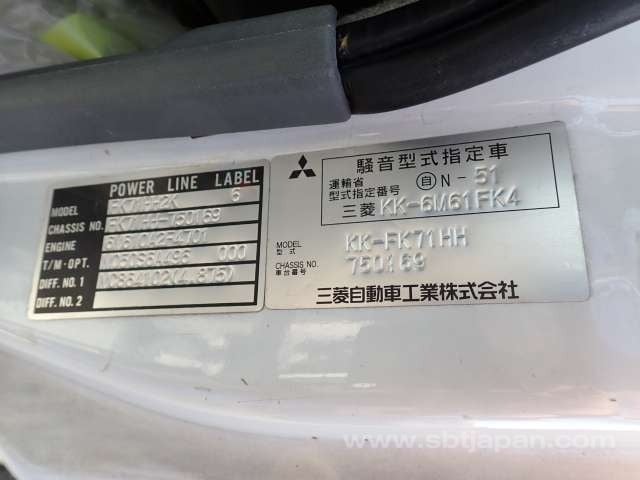 POWER LINE LABEL
MODEL FK71HH2K 6
CHASSIS NO. FK71HH-750169
ENGINE
T/M-OPT. 000
DIFF. NO. 1 (4.875)
DIFF. NO. 2
騒音型式指定車
運輸省
型式指定番号 自 N-51
三菱 KK-6M61FK4
MODEL
型式 KK-FK71HH
CHASSIS NO.
車台番号 750169
三菱自動車工業株式会社
www.sbtjapan.com